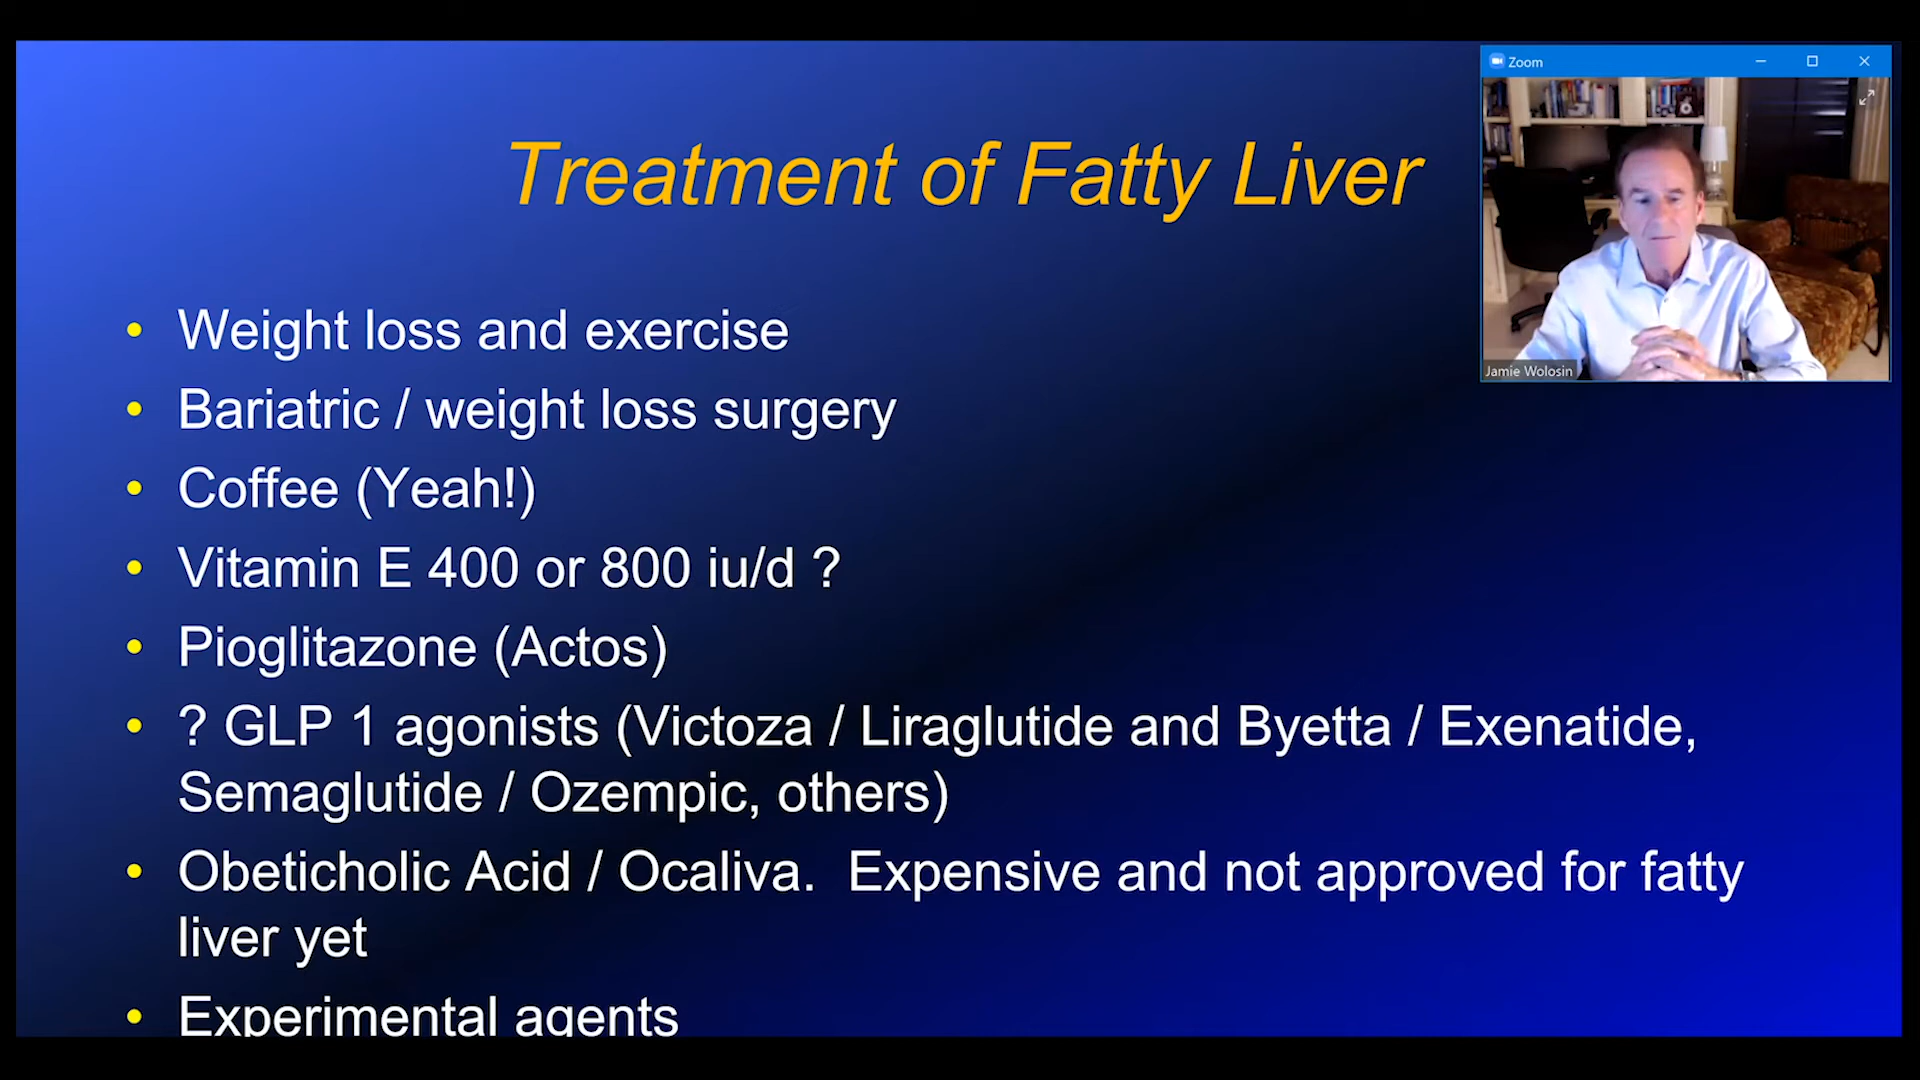 Zoom
Treatment of Fatty Liver
Jamie Wolosin
• Weight loss and exercise
• Bariatric / weight loss surgery
• Coffee (Yeah!)
• Vitamin E 400 or 800 iu/d ?
• Pioglitazone (Actos)
• ? GLP 1 agonists (Victoza / Liraglutide and Byetta / Exenatide,
Semaglutide / Ozempic, others)
• Obeticholic Acid / Ocaliva.  Expensive and not approved for fatty
liver yet
• Experimental agents